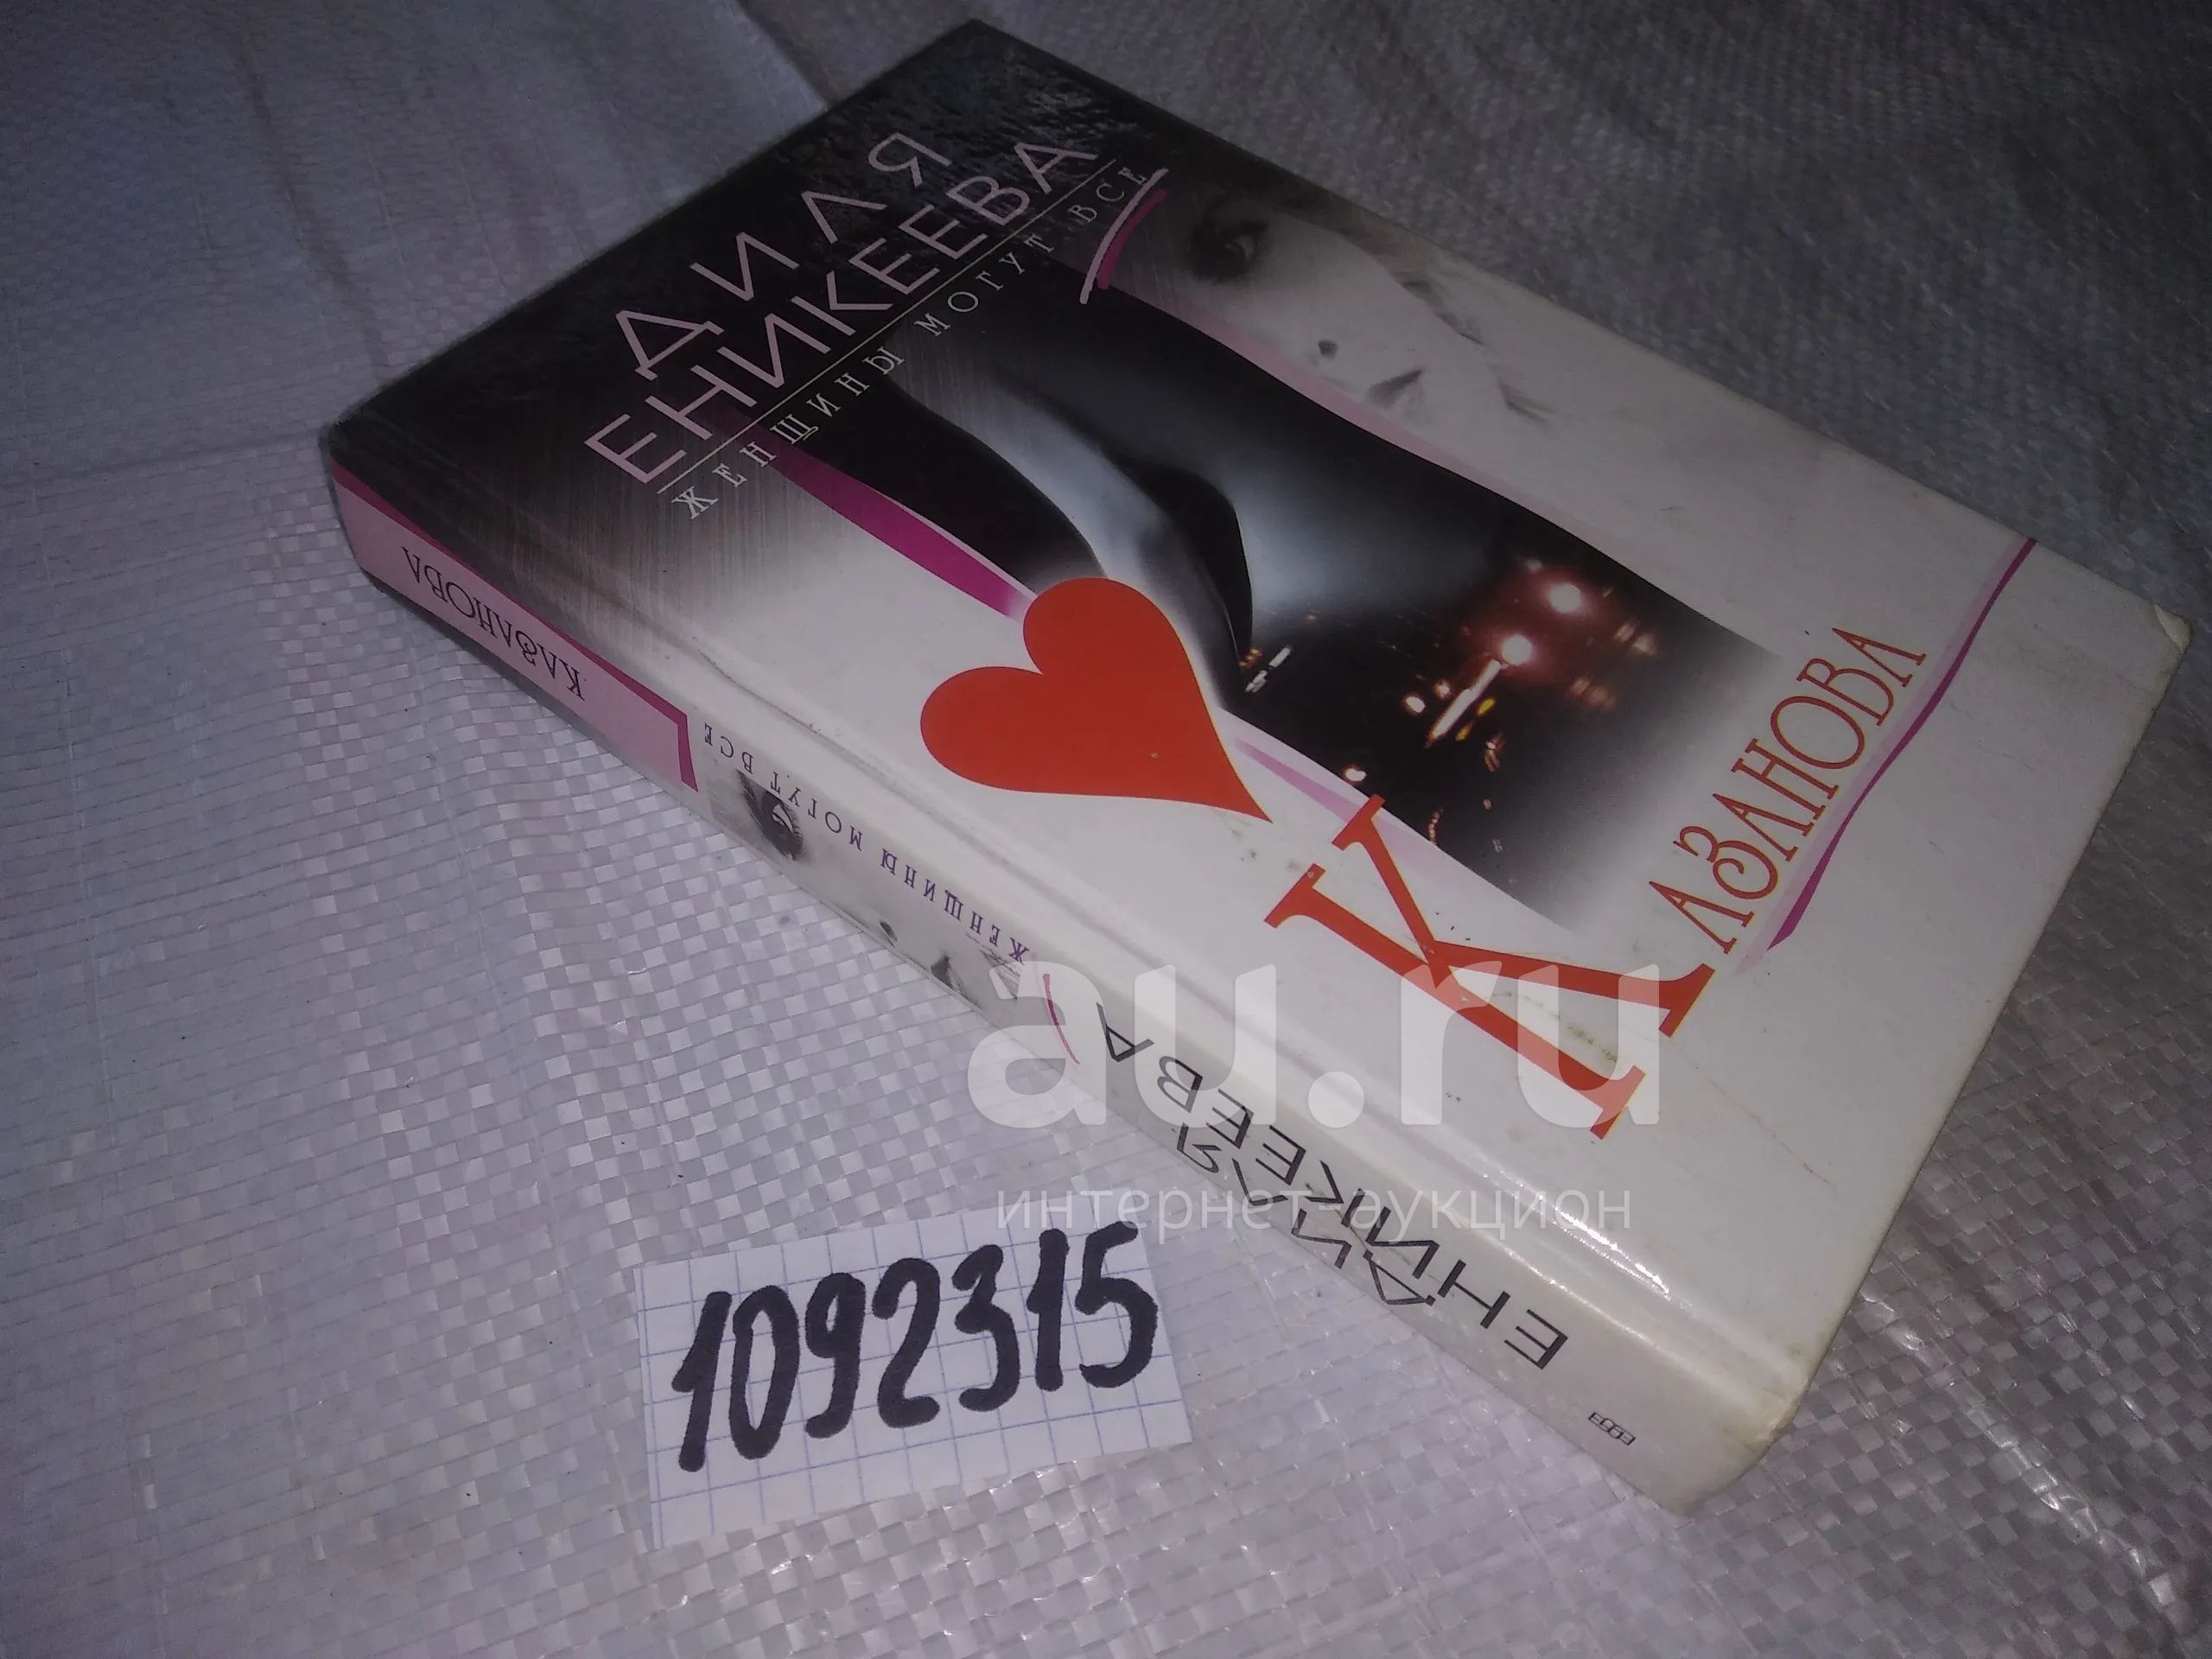 ДИЛЯ
ЕНИКЕЕВА
ЖЕНЩИНЫ МОГУТ ВСЕ
КАЗАНОВА
КАЗАНОВА
ЖЕНЩИНЫ МОГУТ ВСЕ
ДИЛЯ
ЕНИКЕЕВА
au.ru
интернет-аукцион
1092315